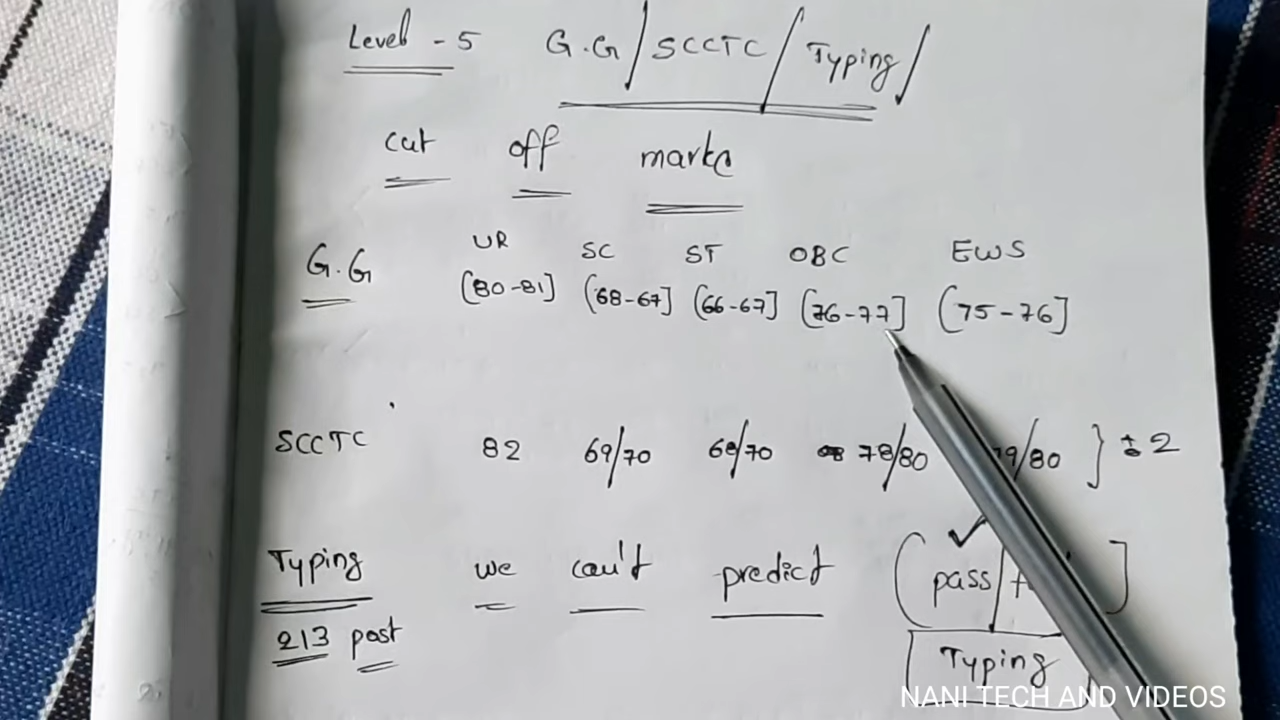 Level - 5 G.G/SCCTC/Typing/
cut off marks
UR SC ST OBC EWS
G.G (80-81] (68-67] (66-67] (76-77] (75-76]
SCCTC 82 69/70 68/70 78/80 79/80 } ± 2
Typing we can't predict (pass/ ]
213 post Typing
NANI TECH AND VIDEOS